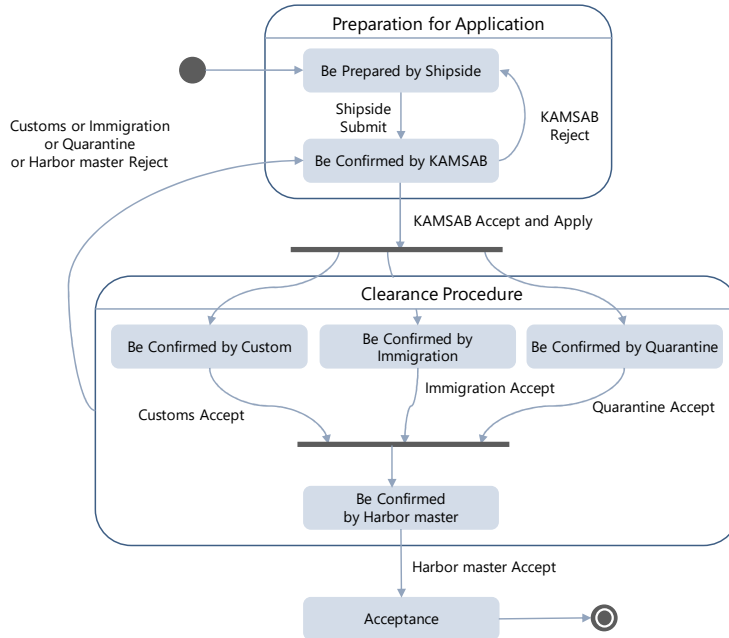 Preparation for Application
Be Prepared by Shipside
Shipside
Submit
KAMSAB
Reject
Customs or Immigration
or Quarantine
or Harbor master Reject
Be Confirmed by KAMSAB
KAMSAB Accept and Apply
Clearance Procedure
Be Confirmed by Custom
Be Confirmed by
Immigration
Be Confirmed by Quarantine
Customs Accept
Immigration Accept
Quarantine Accept
Be Confirmed
by Harbor master
Harbor master Accept
Acceptance